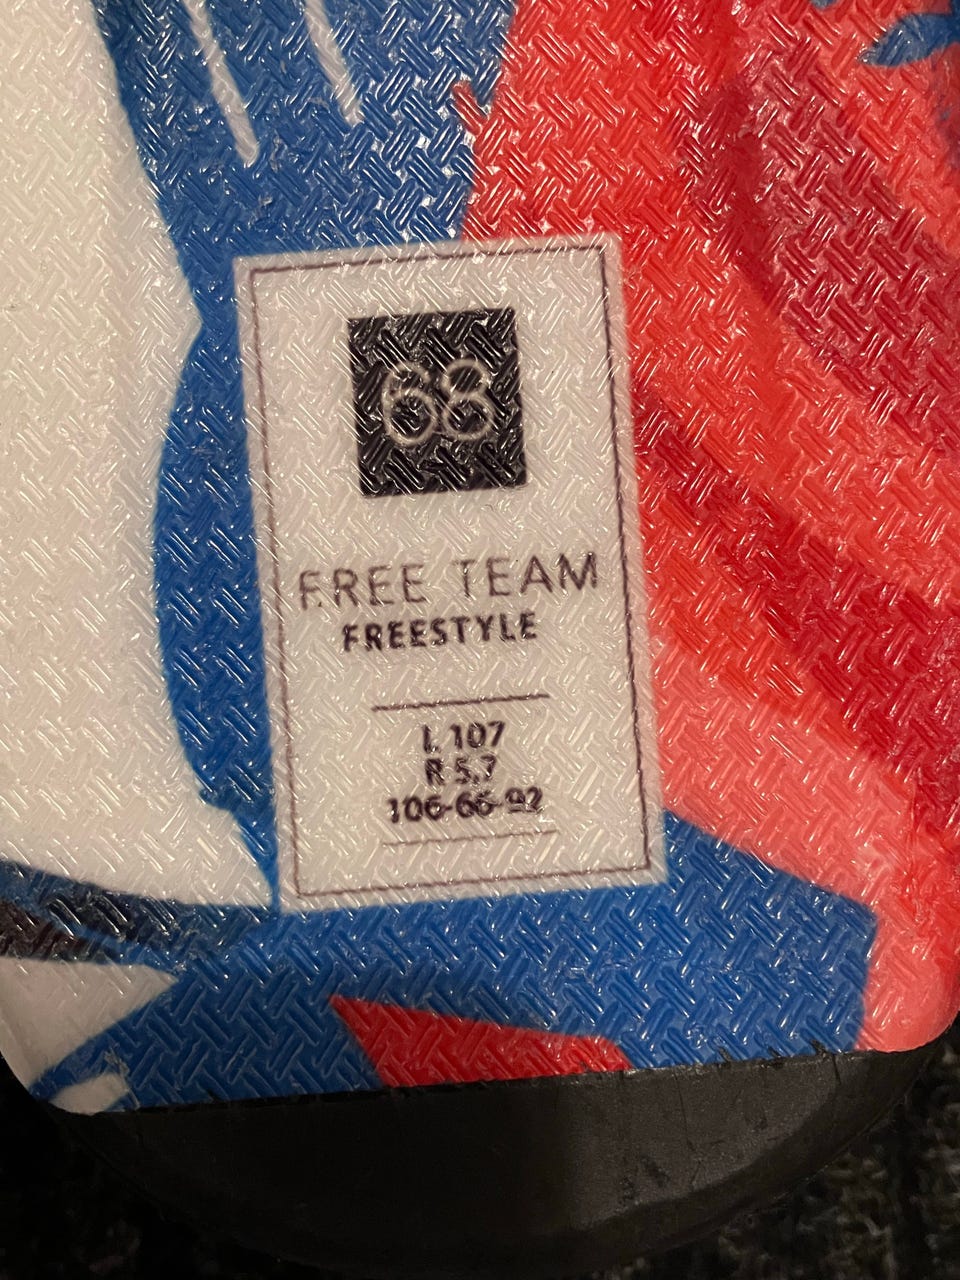 68
FREE TEAM
FREESTYLE
L 107
R 5.7
106-66-92